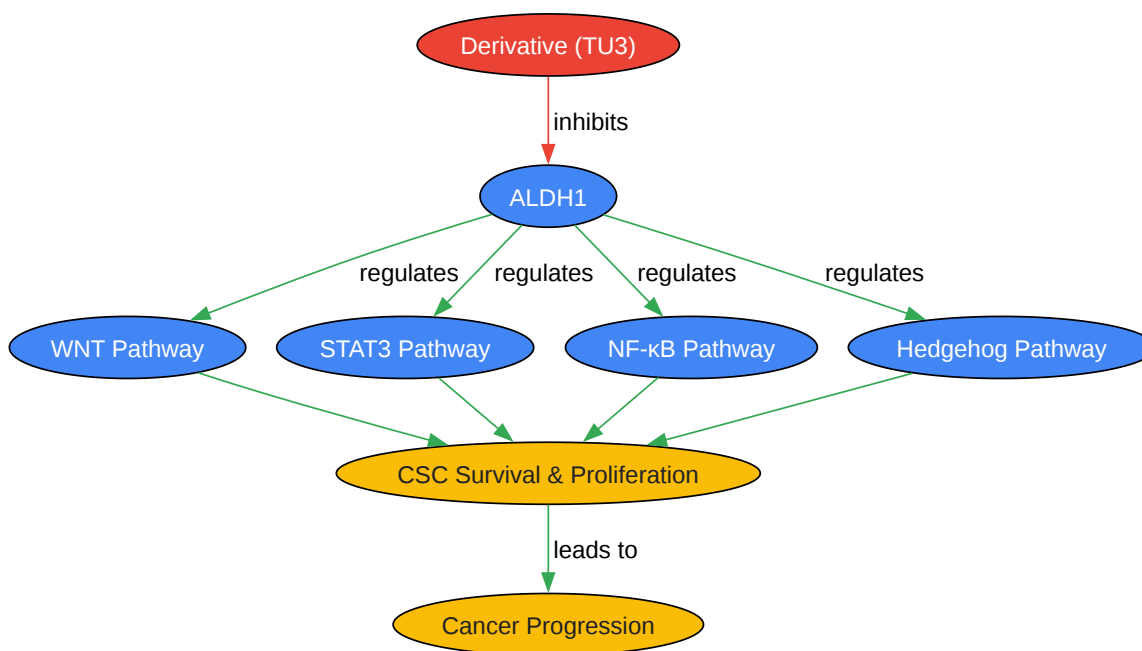 Derivative (TU3)
inhibits
ALDH1
regulates
regulates
regulates
regulates
WNT Pathway
STAT3 Pathway
NF-κB Pathway
Hedgehog Pathway
CSC Survival & Proliferation
leads to
Cancer Progression